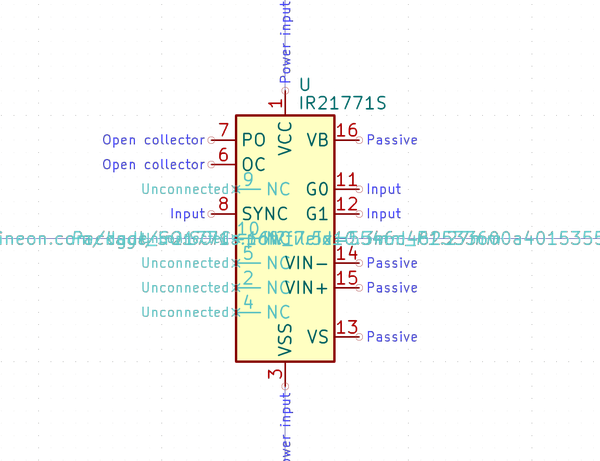 Power input
U
IR21771S
1
VCC
Open collector 7 PO
VB 16 Passive
Open collector 6 OC
Unconnected 9 NC
G0 11 Input
Input 8 SYNC
G1 12 Input
10
Unconnected 5 NC
VIN- 14 Passive
Unconnected 2 NC
VIN+ 15 Passive
Unconnected 4 NC
VS 13 Passive
VSS
3
Power input